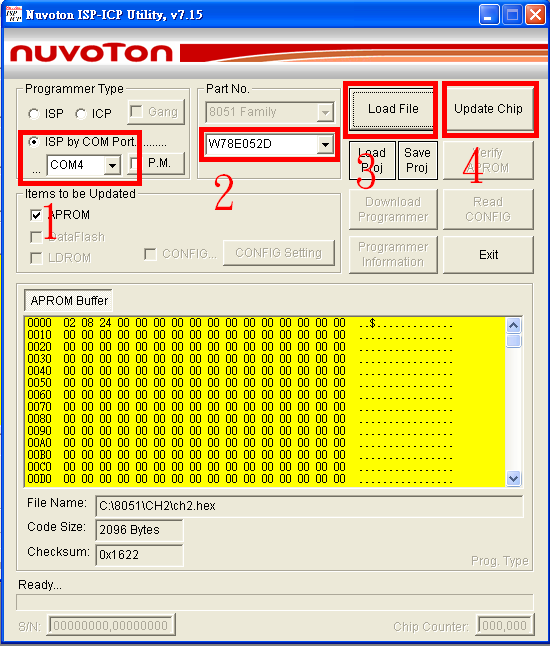 Nuvoton ISP-ICP Utility, v7.15
nuvoTon
Programmer Type
ISP ICP Gang
ISP by COM Port.........
... COM4 P.M.
1
Part No.
8051 Family
W78E052D
2
Load File
Update Chip
Load Proj
Save Proj
3
Verify APROM
4
Download Programmer
Read CONFIG
Programmer Information
Exit
Items to be Updated
APROM
DataFlash
LDROM
CONFIG...
CONFIG Setting
APROM Buffer
0000 02 08 24 00 00 00 00 00 00 00 00 00 00 00 00 00 ..$.............
0010 00 00 00 00 00 00 00 00 00 00 00 00 00 00 00 00 ................
0020 00 00 00 00 00 00 00 00 00 00 00 00 00 00 00 00 ................
0030 00 00 00 00 00 00 00 00 00 00 00 00 00 00 00 00 ................
0040 00 00 00 00 00 00 00 00 00 00 00 00 00 00 00 00 ................
0050 00 00 00 00 00 00 00 00 00 00 00 00 00 00 00 00 ................
0060 00 00 00 00 00 00 00 00 00 00 00 00 00 00 00 00 ................
0070 00 00 00 00 00 00 00 00 00 00 00 00 00 00 00 00 ................
0080 00 00 00 00 00 00 00 00 00 00 00 00 00 00 00 00 ................
0090 00 00 00 00 00 00 00 00 00 00 00 00 00 00 00 00 ................
00A0 00 00 00 00 00 00 00 00 00 00 00 00 00 00 00 00 ................
00B0 00 00 00 00 00 00 00 00 00 00 00 00 00 00 00 00 ................
00C0 00 00 00 00 00 00 00 00 00 00 00 00 00 00 00 00 ................
00D0 00 00 00 00 00 00 00 00 00 00 00 00 00 00 00 00 ................
File Name: C:\8051\CH2\ch2.hex
Code Size: 2096 Bytes
Checksum: 0x1622
Prog. Type
Ready...
S/N: 00000000,00000000
Chip Counter: 000,000